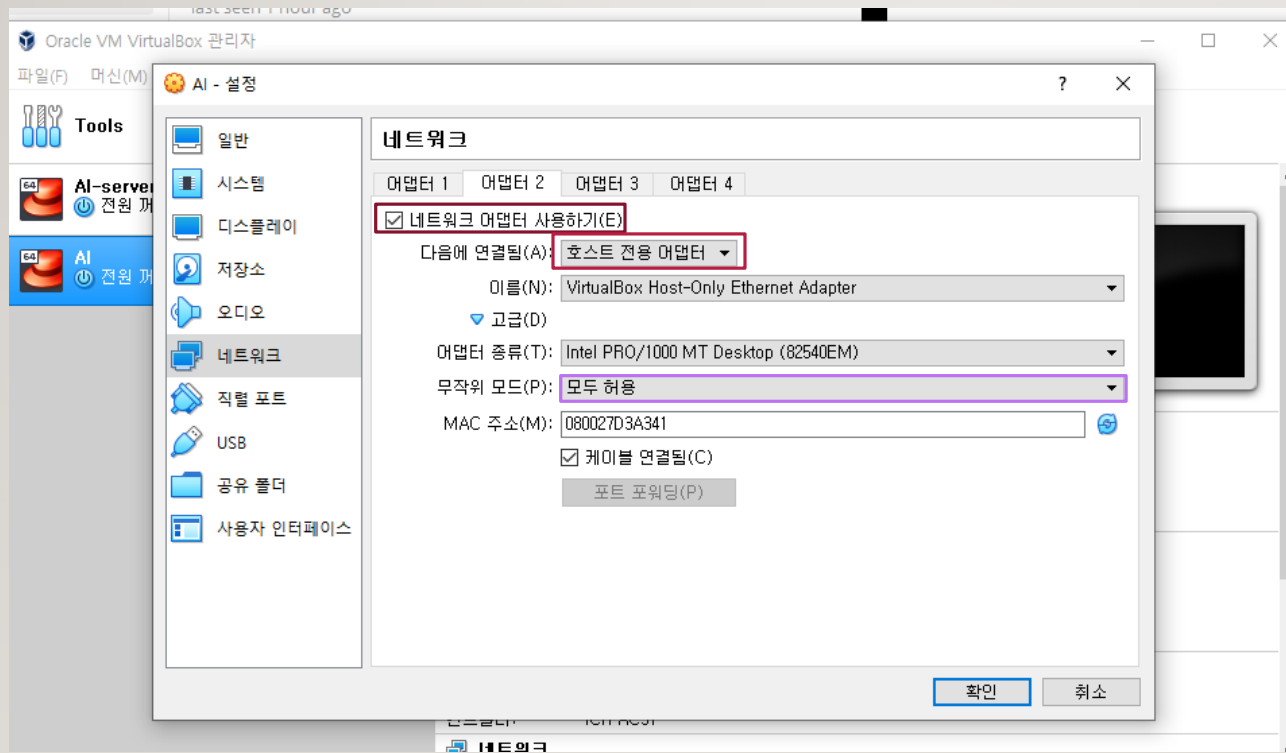 last seen 1 hour ago
Oracle VM VirtualBox 관리자
파일(F) 머신(M)
AI - 설정
?
Tools
64
AI-server
전원 꺼
64
AI
전원 꺼
일반
시스템
디스플레이
저장소
오디오
네트워크
직렬 포트
USB
공유 폴더
사용자 인터페이스
네트워크
어댑터 1 어댑터 2 어댑터 3 어댑터 4
네트워크 어댑터 사용하기(E)
다음에 연결됨(A): 호스트 전용 어댑터
이름(N): VirtualBox Host-Only Ethernet Adapter
고급(D)
어댑터 종류(T): Intel PRO/1000 MT Desktop (82540EM)
무작위 모드(P): 모두 허용
MAC 주소(M): 080027D3A341
케이블 연결됨(C)
포트 포워딩(P)
확인 취소
네트워크